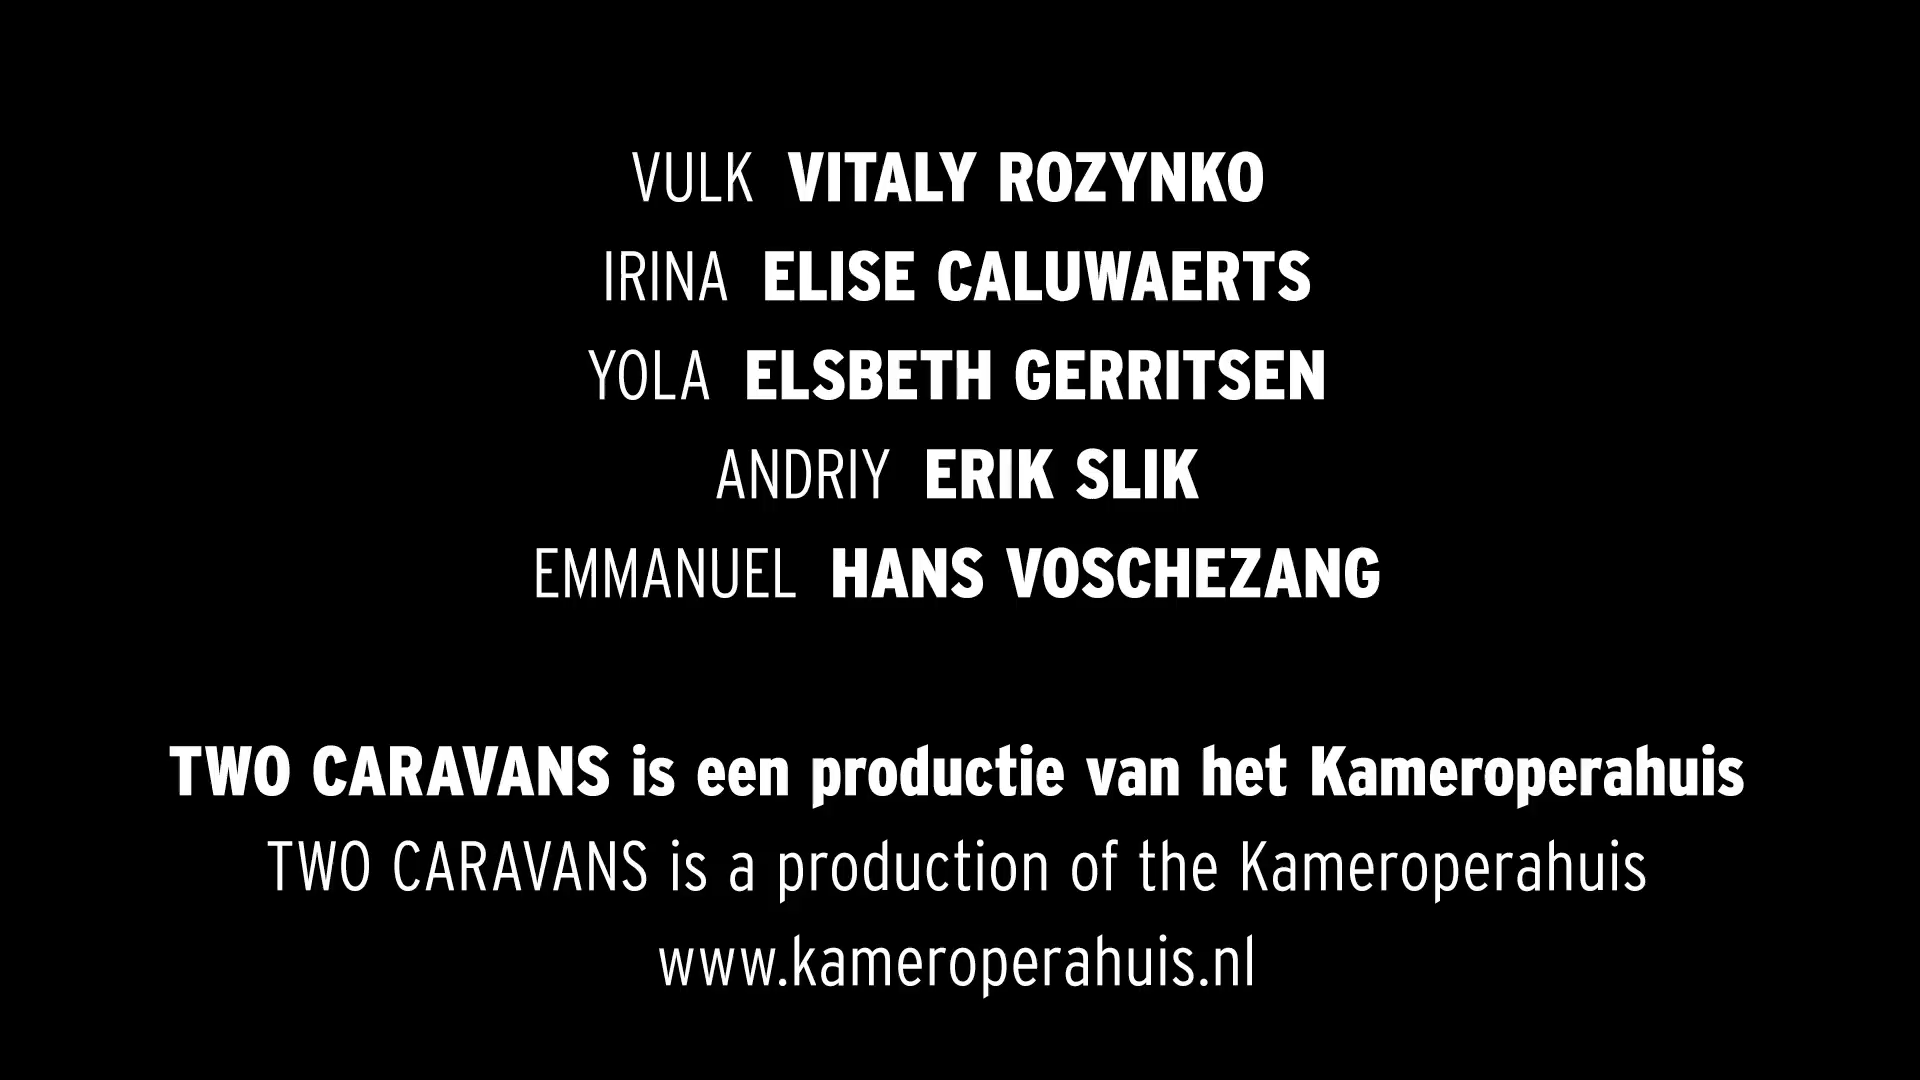 VULK VITALY ROZYNKO
IRINA ELISE CALUWAERTS
YOLA ELSBETH GERRITSEN
ANDRIY ERIK SLIK
EMMANUEL HANS VOSCHEZANG
TWO CARAVANS is een productie van het Kameroperahuis
TWO CARAVANS is a production of the Kameroperahuis
www.kameroperahuis.nl